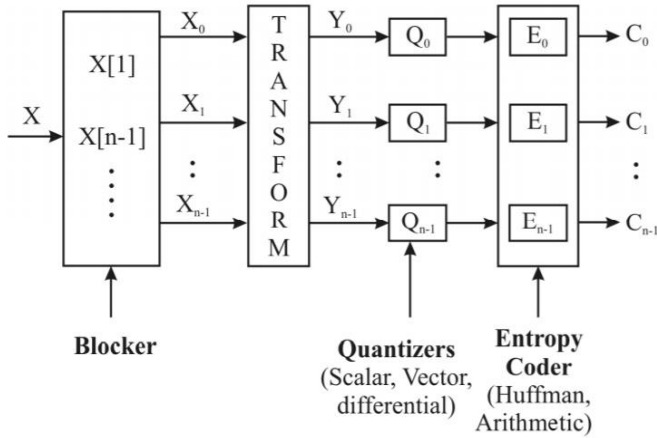 X
X[1]
X[n-1]
X₀
X₁
Xₙ₋₁
TRANSFORM
Y₀
Y₁
Yₙ₋₁
Q₀
Q₁
Qₙ₋₁
E₀
E₁
Eₙ₋₁
C₀
C₁
Cₙ₋₁
Blocker
Quantizers
(Scalar, Vector,
differential)
Entropy
Coder
(Huffman,
Arithmetic)